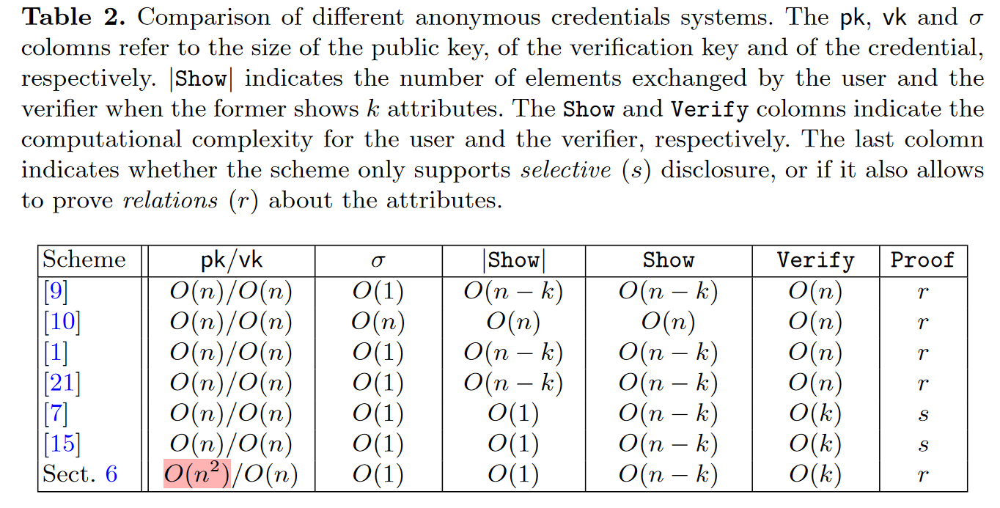 Table 2. Comparison of different anonymous credentials systems. The pk, vk and σ
colomns refer to the size of the public key, of the verification key and of the credential,
respectively. |Show| indicates the number of elements exchanged by the user and the
verifier when the former shows k attributes. The Show and Verify colomns indicate the
computational complexity for the user and the verifier, respectively. The last colomn
indicates whether the scheme only supports selective (s) disclosure, or if it also allows
to prove relations (r) about the attributes.
Scheme pk/vk σ |Show| Show Verify Proof
[9] O(n)/O(n) O(1) O(n − k) O(n − k) O(n) r
[10] O(n)/O(n) O(n) O(n) O(n) O(n) r
[1] O(n)/O(n) O(1) O(n − k) O(n − k) O(n) r
[21] O(n)/O(n) O(1) O(n − k) O(n − k) O(n) r
[7] O(n)/O(n) O(1) O(1) O(n − k) O(k) s
[15] O(n)/O(n) O(1) O(1) O(n − k) O(k) s
Sect. 6 O(n²)/O(n) O(1) O(1) O(n − k) O(k) r